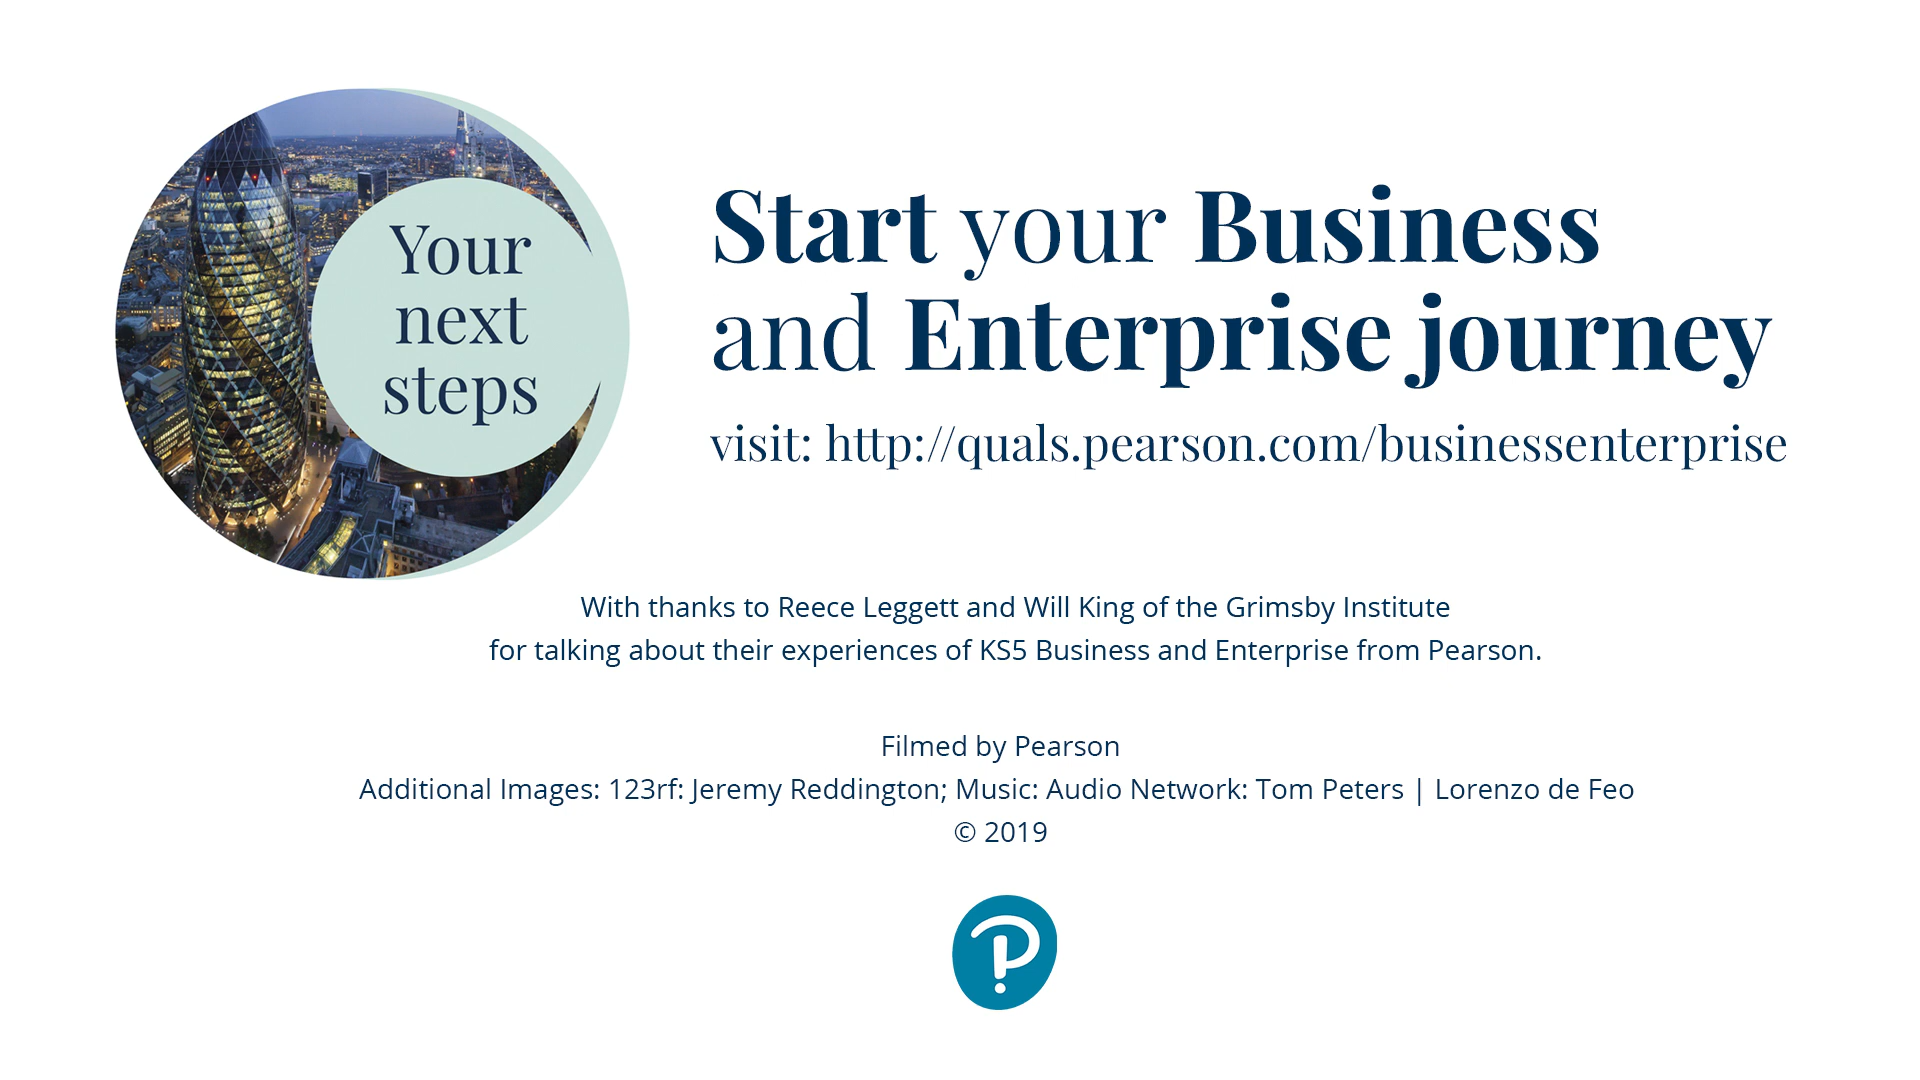 Your
next
steps
Start your Business
and Enterprise journey
visit: http://quals.pearson.com/businessenterprise
With thanks to Reece Leggett and Will King of the Grimsby Institute
for talking about their experiences of KS5 Business and Enterprise from Pearson.
Filmed by Pearson
Additional Images: 123rf: Jeremy Reddington; Music: Audio Network: Tom Peters | Lorenzo de Feo
© 2019